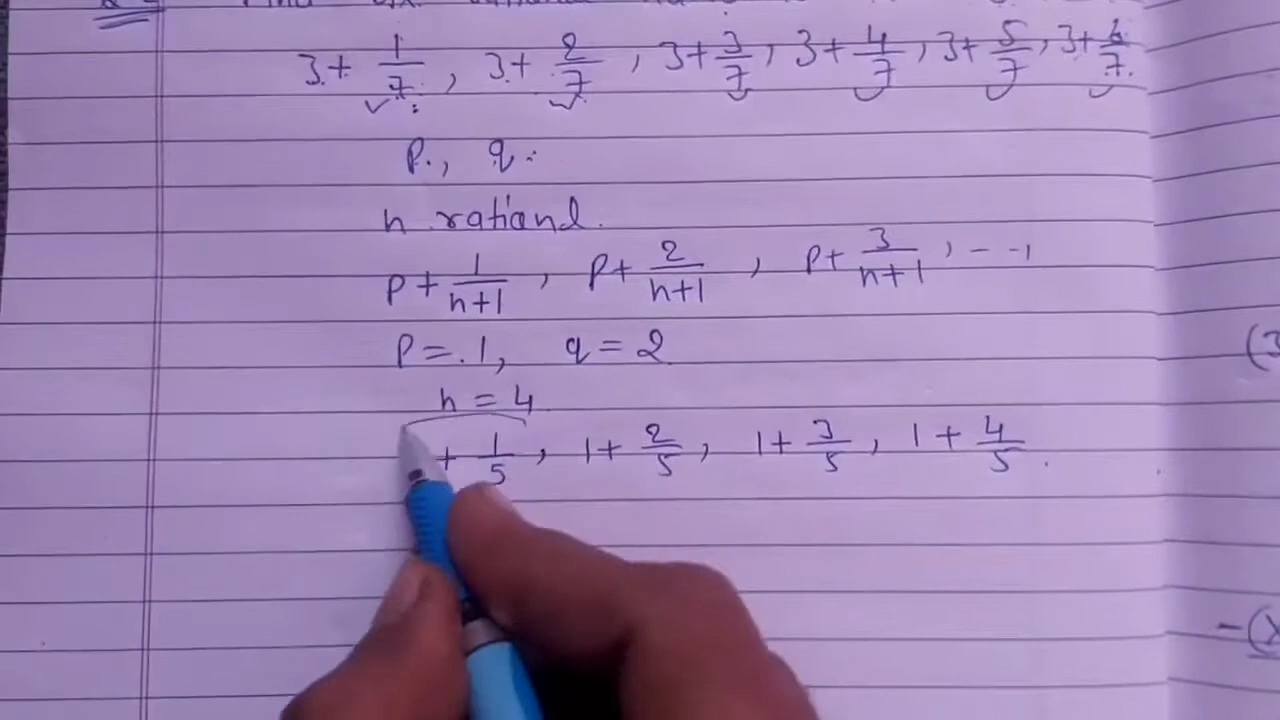 3+ 1/7, 3+ 2/7, 3+ 3/7, 3+ 4/7, 3+ 5/7, 3+ 6/7.
p., q.
n rational.
p + 1/n+1, p + 2/n+1, p + 3/n+1, - -
p = 1, q = 2
(3
n = 4
+ 1/5, 1 + 2/5, 1 + 3/5, 1 + 4/5.